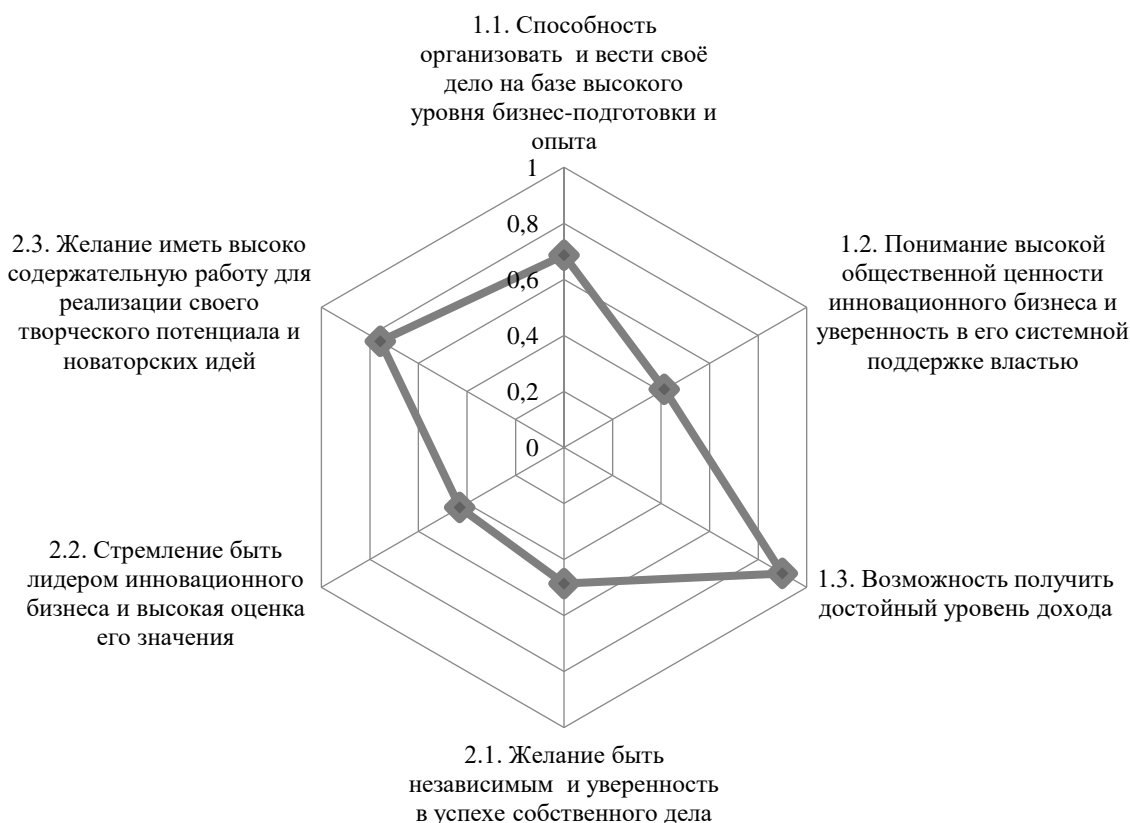 1.1. Способность
организовать и вести своё
дело на базе высокого
уровня бизнес-подготовки и
опыта
1
0,8
0,6
0,4
0,2
0
1.2. Понимание высокой
общественной ценности
инновационного бизнеса и
уверенность в его системной
поддержке властью
1.3. Возможность получить
достойный уровень дохода
2.1. Желание быть
независимым и уверенность
в успехе собственного дела
2.2. Стремление быть
лидером инновационного
бизнеса и высокая оценка
его значения
2.3. Желание иметь высоко
содержательную работу для
реализации своего
творческого потенциала и
новаторских идей